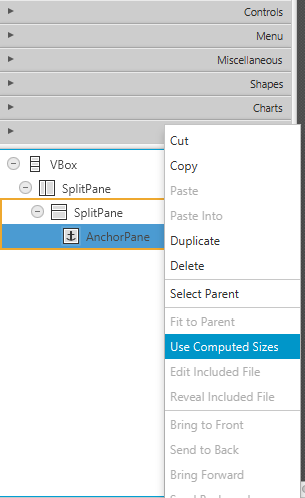 Controls
Menu
Miscellaneous
Shapes
Charts
VBox
SplitPane
SplitPane
AnchorPane
Cut
Copy
Paste
Paste Into
Duplicate
Delete
Select Parent
Fit to Parent
Use Computed Sizes
Edit Included File
Reveal Included File
Bring to Front
Send to Back
Bring Forward